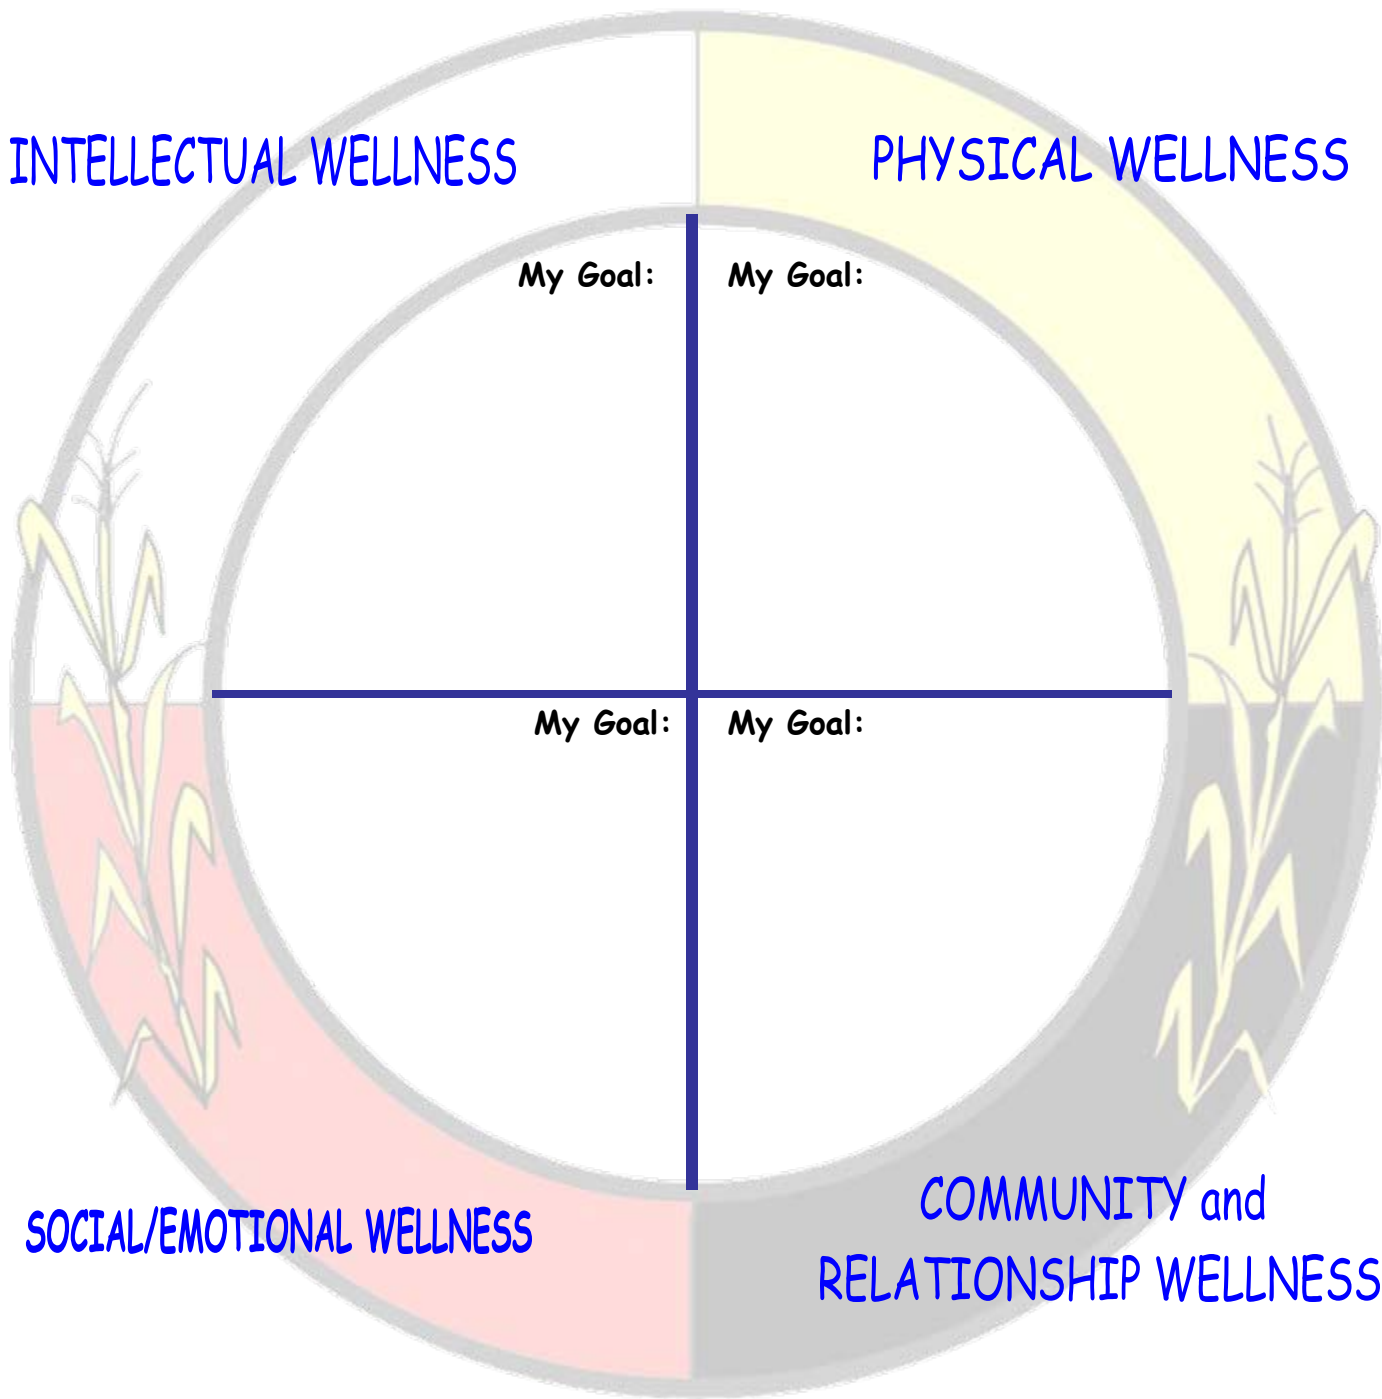 INTELLECTUAL WELLNESS
PHYSICAL WELLNESS
My Goal:
My Goal:
My Goal:
My Goal:
SOCIAL/EMOTIONAL WELLNESS
COMMUNITY and
RELATIONSHIP WELLNESS